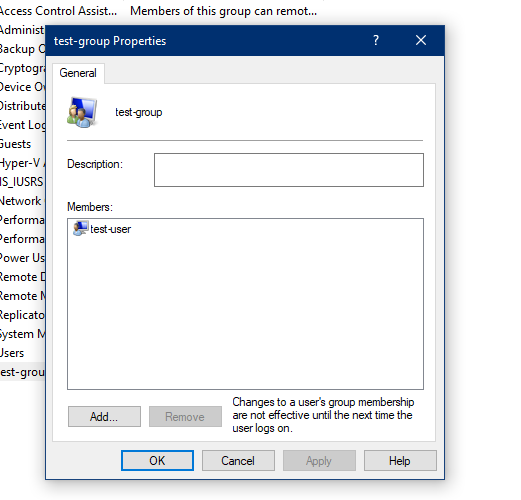 Access Control Assist... Members of this group can remot...
Administ
Backup O
Cryptogra
Device Ow
Distribute
Event Log
Guests
Hyper-V A
IS_IUSRS
Network
Performa
Performa
Power Us
Remote D
Remote M
Replicato
System M
Users
est-grou
test-group Properties
?
General
test-group
Description:
Members:
test-user
Add...
Remove
Changes to a user's group membership
are not effective until the next time the
user logs on.
OK Cancel Apply Help